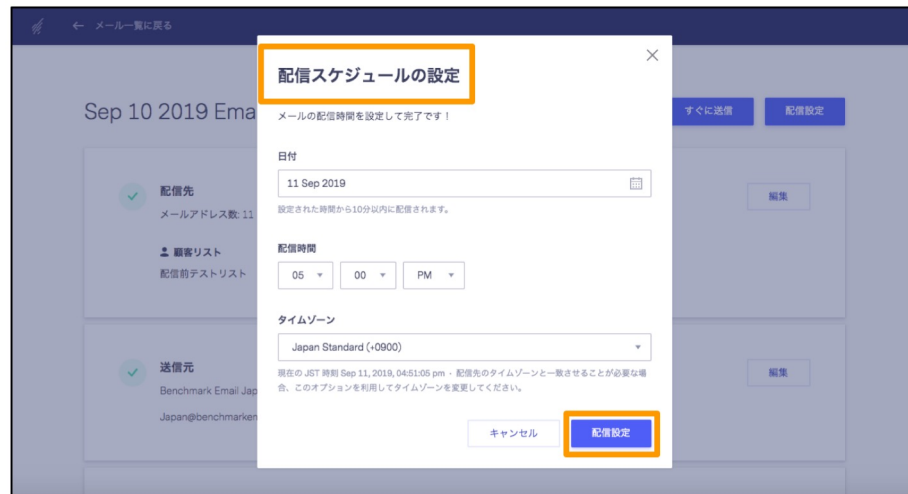 ← メール一覧に戻る
配信スケジュールの設定
メールの配信時間を設定して完了です！
Sep 10 2019 Ema
すぐに送信
配信設定
日付
11 Sep 2019
設定された時間から10分以内に配信されます。
配信先
メールアドレス数: 11
編集
顧客リスト
配信前テストリスト
配信時間
05
00
PM
タイムゾーン
Japan Standard (+0900)
現在の JST 時刻 Sep 11, 2019, 04:51:05 pm - 配信先のタイムゾーンと一致させることが必要な場
合、このオプションを利用してタイムゾーンを変更してください。
送信元
Benchmark Email Jap
Japan@benchmarken
編集
キャンセル
配信設定